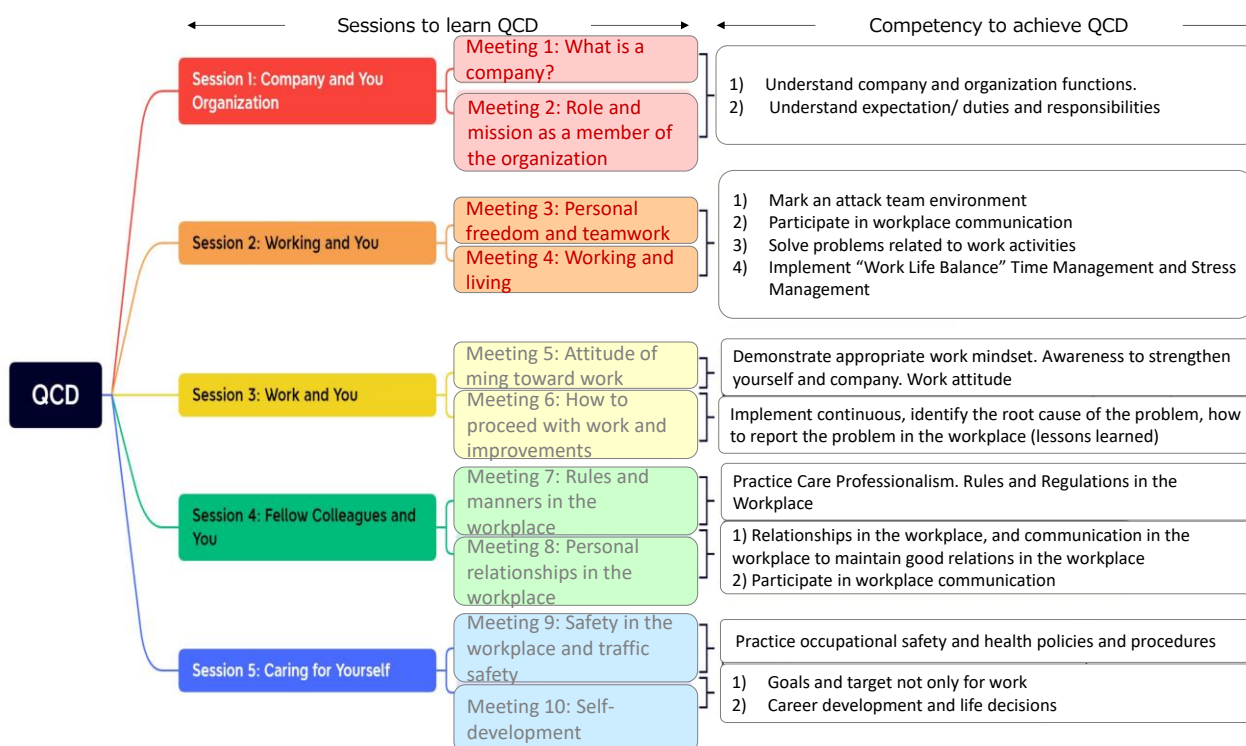 Sessions to learn QCD
Competency to achieve QCD
QCD
Session 1: Company and You
Organization
Meeting 1: What is a
company?
Meeting 2: Role and
mission as a member of
the organization
1) Understand company and organization functions.
2) Understand expectation/ duties and responsibilities
Session 2: Working and You
Meeting 3: Personal
freedom and teamwork
Meeting 4: Working and
living
1) Mark an attack team environment
2) Participate in workplace communication
3) Solve problems related to work activities
4) Implement “Work Life Balance” Time Management and Stress
Management
Session 3: Work and You
Meeting 5: Attitude of
ming toward work
Meeting 6: How to
proceed with work and
improvements
Demonstrate appropriate work mindset. Awareness to strengthen
yourself and company. Work attitude
Implement continuous, identify the root cause of the problem, how
to report the problem in the workplace (lessons learned)
Session 4: Fellow Colleagues and
You
Meeting 7: Rules and
manners in the
workplace
Meeting 8: Personal
relationships in the
workplace
Practice Care Professionalism. Rules and Regulations in the
Workplace
1) Relationships in the workplace, and communication in the
workplace to maintain good relations in the workplace
2) Participate in workplace communication
Session 5: Caring for Yourself
Meeting 9: Safety in the
workplace and traffic
safety
Meeting 10: Self-
development
Practice occupational safety and health policies and procedures
1) Goals and target not only for work
2) Career development and life decisions